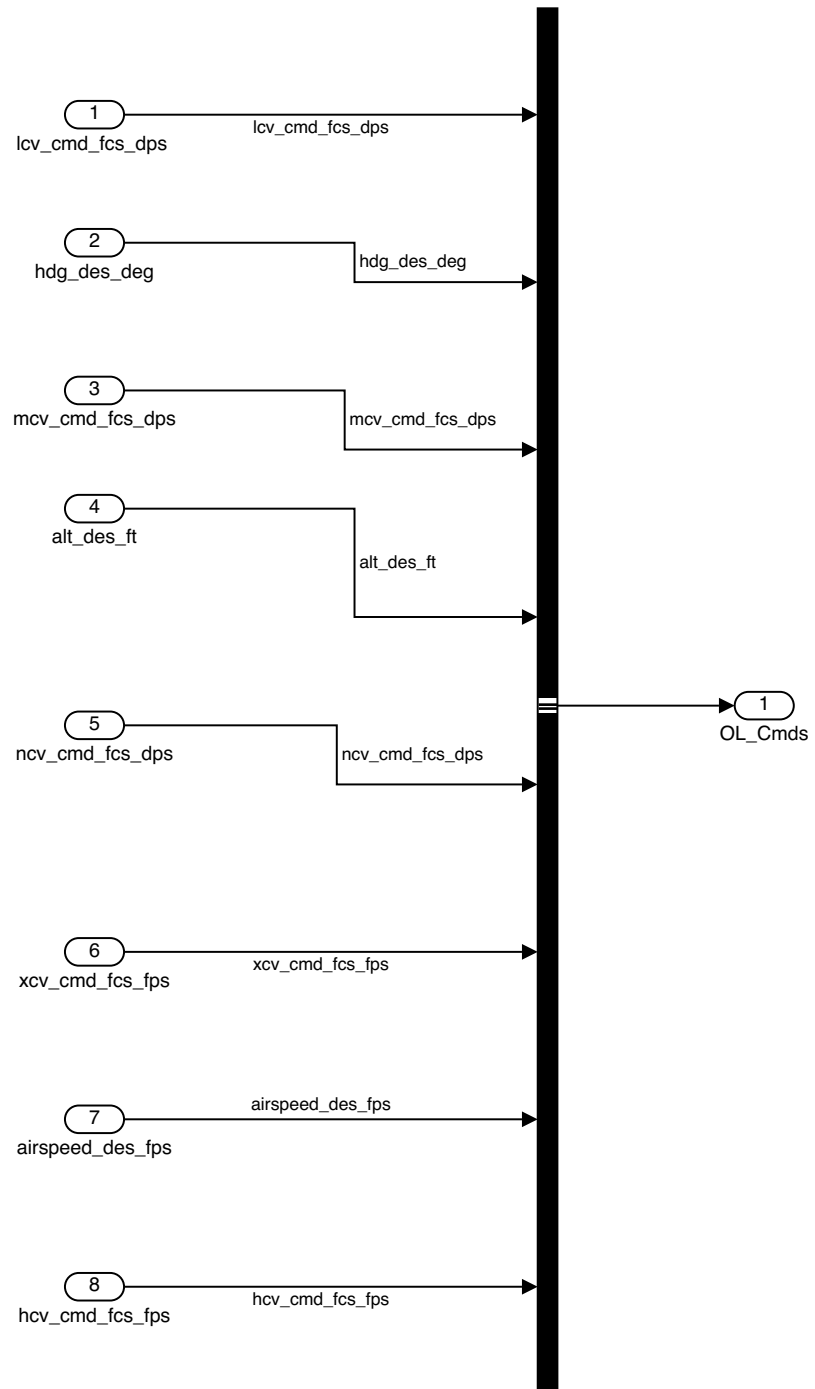 1
lcv_cmd_fcs_dps
lcv_cmd_fcs_dps
2
hdg_des_deg
hdg_des_deg
3
mcv_cmd_fcs_dps
mcv_cmd_fcs_dps
4
alt_des_ft
alt_des_ft
1
OL_Cmds
5
ncv_cmd_fcs_dps
ncv_cmd_fcs_dps
6
xcv_cmd_fcs_fps
xcv_cmd_fcs_fps
airspeed_des_fps
7
airspeed_des_fps
8
hcv_cmd_fcs_fps
hcv_cmd_fcs_fps